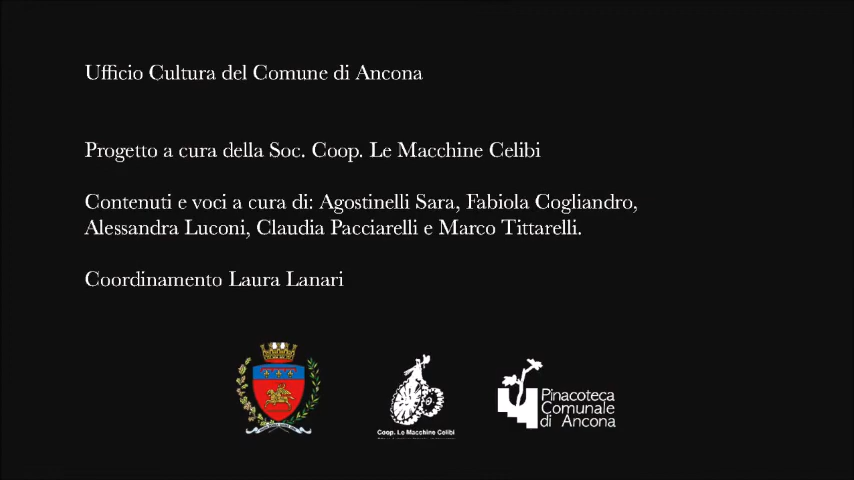 Ufficio Cultura del Comune di Ancona
Progetto a cura della Soc. Coop. Le Macchine Celibi
Contenuti e voci a cura di: Agostinelli Sara, Fabiola Cogliandro,
Alessandra Luconi, Claudia Pacciarelli e Marco Tittarelli.
Coordinamento Laura Lanari
Coop. Le Macchine Celibi
Pinacoteca
Comunale
di Ancona